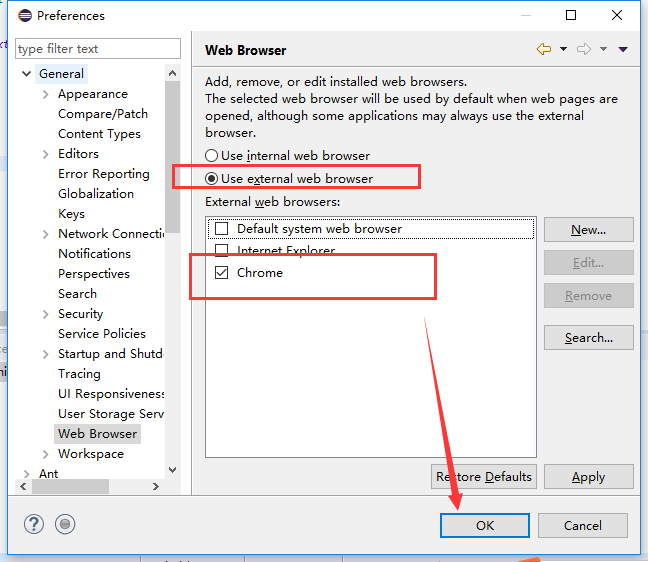 Preferences
type filter text
General
Appearance
Compare/Patch
Content Types
Editors
Error Reporting
Globalization
Keys
Network Connectic
Notifications
Perspectives
Search
Security
Service Policies
Startup and Shutdo
Tracing
UI Responsiveness
User Storage Serv
Web Browser
Workspace
Ant
Web Browser
Add, remove, or edit installed web browsers.
The selected web browser will be used by default when web pages are
opened, although some applications may always use the external
browser.
Use internal web browser
Use external web browser
External web browsers:
Default system web browser
Internet Explorer
Chrome
New...
Edit...
Remove
Search...
Restore Defaults
Apply
OK
Cancel